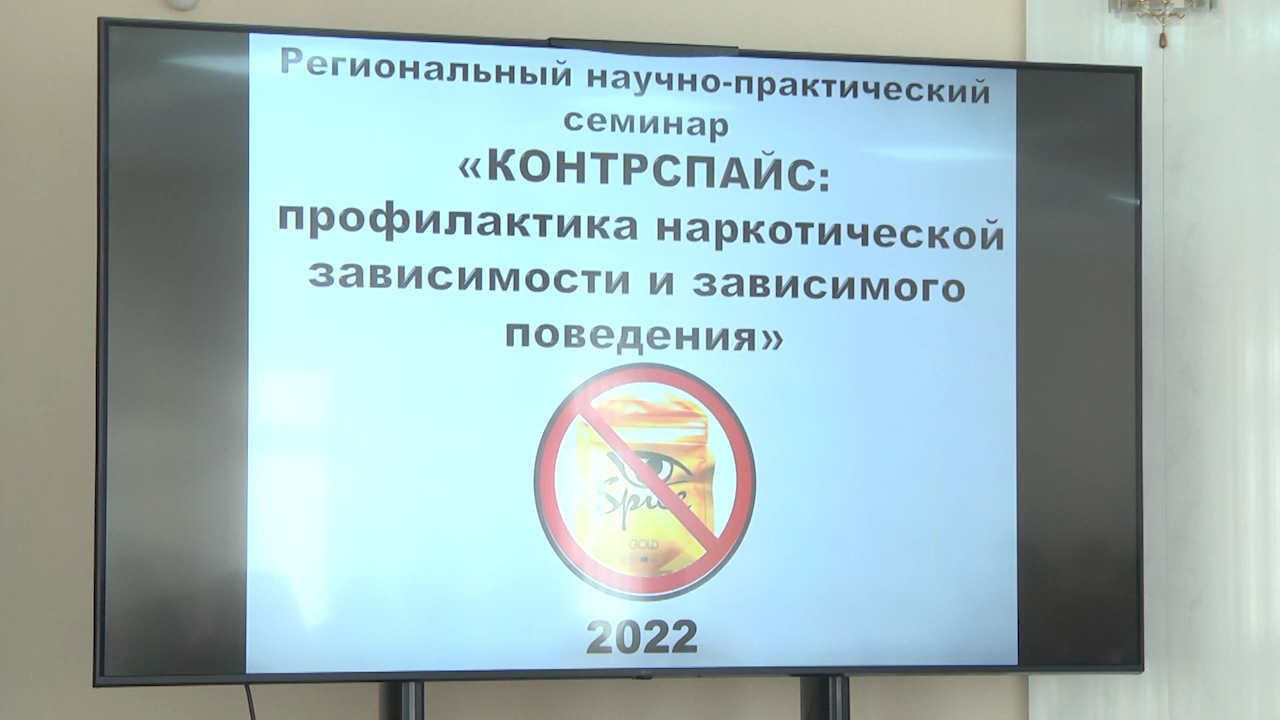 Региональный научно-практический
семинар
«КОНТРСПАЙС:
профилактика наркотической
зависимости и зависимого
поведения»
Spice
GOLD
2022